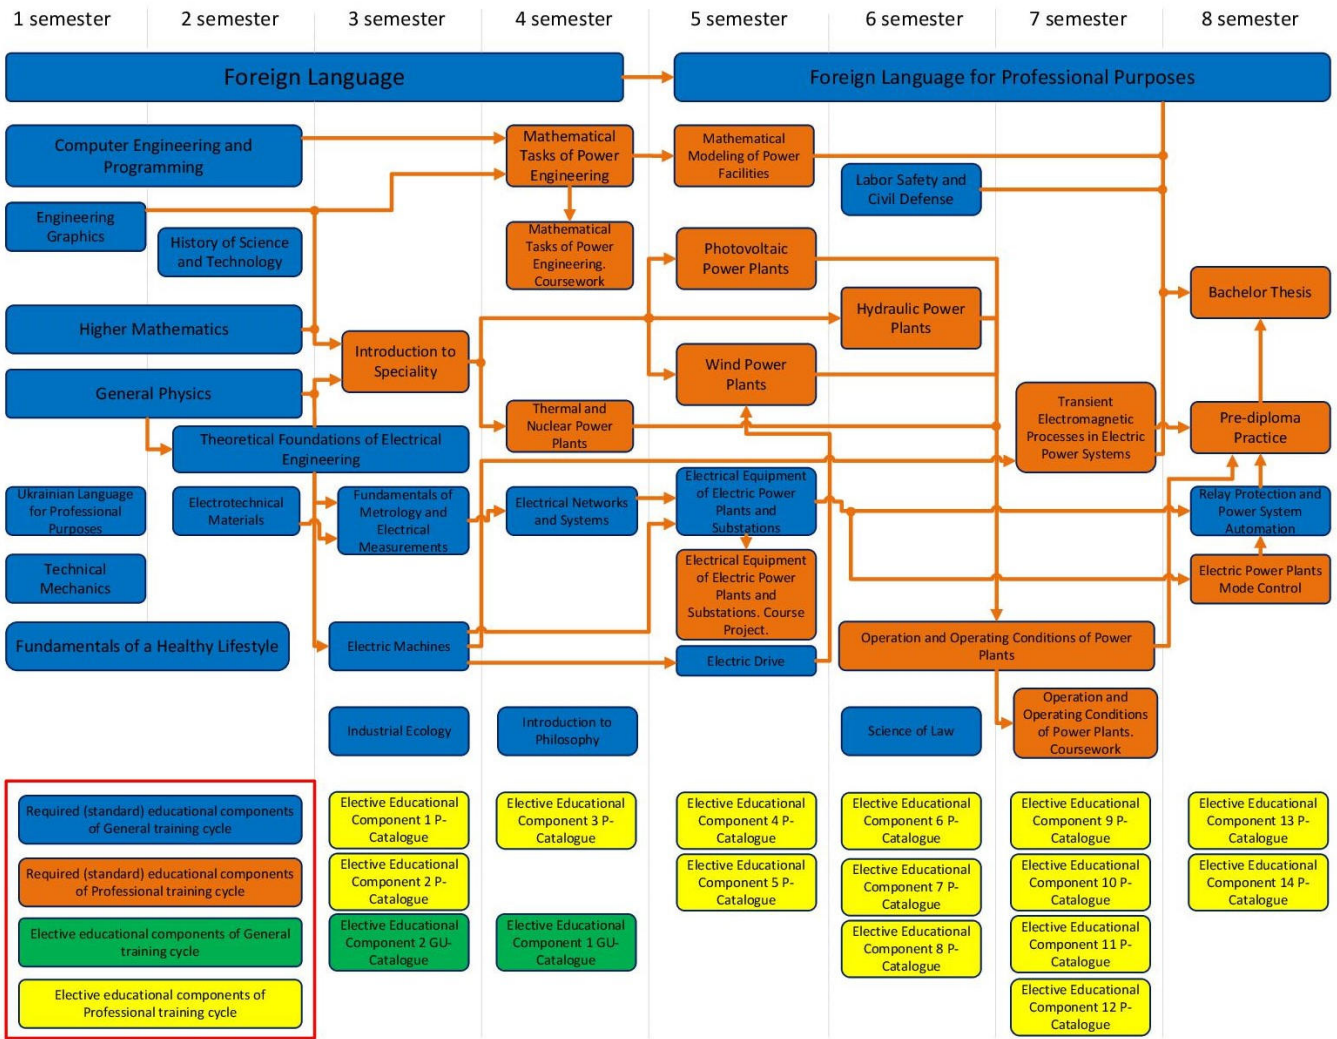 1 semester
2 semester
3 semester
4 semester
5 semester
6 semester
7 semester
8 semester
Foreign Language
Foreign Language for Professional Purposes
Computer Engineering and
Programming
Mathematical
Tasks of Power
Engineering
Mathematical
Modeling of Power
Facilities
Labor Safety and
Civil Defense
Engineering
Graphics
History of Science
and Technology
Mathematical
Tasks of Power
Engineering.
Coursework
Photovoltaic
Power Plants
Bachelor Thesis
Higher Mathematics
Hydraulic Power
Plants
Introduction to
Speciality
Wind Power
Plants
General Physics
Thermal and
Nuclear Power
Plants
Transient
Electromagnetic
Processes in Electric
Power Systems
Pre-diploma
Practice
Theoretical Foundations of Electrical
Engineering
Ukrainian Language
for Professional
Purposes
Electrotechnical
Materials
Fundamentals of
Metrology and
Electrical
Measurements
Electrical Networks
and Systems
Electrical Equipment
of Electric Power
Plants and
Substations
Relay Protection and
Power System
Automation
Technical
Mechanics
Electrical Equipment
of Electric Power
Plants and
Substations. Course
Project.
Electric Power Plants
Mode Control
Fundamentals of a Healthy Lifestyle
Electric Machines
Electric Drive
Operation and Operating Conditions of Power
Plants
Industrial Ecology
Introduction to
Philosophy
Science of Law
Operation and
Operating Conditions
of Power Plants.
Coursework
Required (standard) educational components
of General training cycle
Required (standard) educational components
of Professional training cycle
Elective educational components of General
training cycle
Elective educational components of
Professional training cycle
Elective Educational
Component 1 P-
Catalogue
Elective Educational
Component 2 P-
Catalogue
Elective Educational
Component 2 GU-
Catalogue
Elective Educational
Component 3 P-
Catalogue
Elective Educational
Component 1 GU-
Catalogue
Elective Educational
Component 4 P-
Catalogue
Elective Educational
Component 5 P-
Catalogue
Elective Educational
Component 6 P-
Catalogue
Elective Educational
Component 7 P-
Catalogue
Elective Educational
Component 8 P-
Catalogue
Elective Educational
Component 9 P-
Catalogue
Elective Educational
Component 10 P-
Catalogue
Elective Educational
Component 11 P-
Catalogue
Elective Educational
Component 12 P-
Catalogue
Elective Educational
Component 13 P-
Catalogue
Elective Educational
Component 14 P-
Catalogue